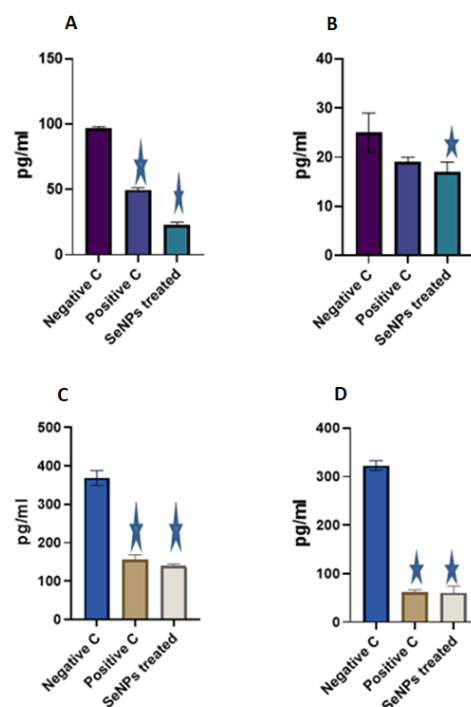 A
150
100
50
0
pg/ml
Negative C
Positive C
SeNPs treated
B
40
30
20
10
0
pg/ml
Negative C
Positive C
SeNPs treated
C
500
400
300
200
100
0
pg/ml
Negative C
Positive C
SeNPs treated
D
400
300
200
100
0
pg/ml
Negative C
Positive C
SeNPs treated